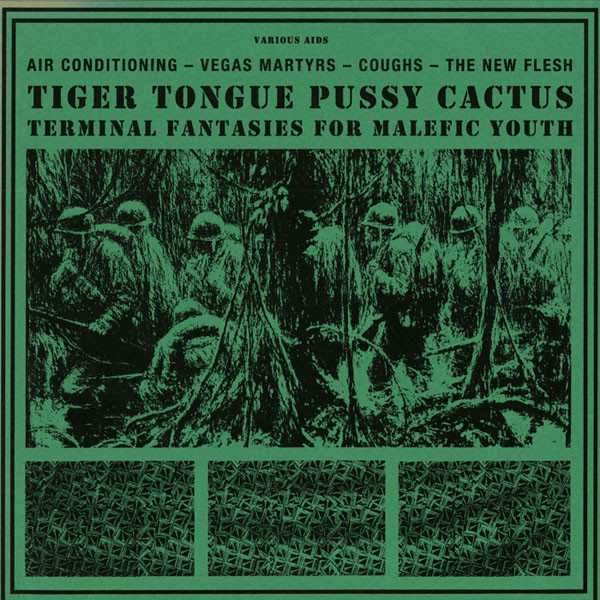 VARIOUS AIDS
AIR CONDITIONING – VEGAS MARTYRS – COUGHS – THE NEW FLESH
TIGER TONGUE PUSSY CACTUS
TERMINAL FANTASIES FOR MALEFIC YOUTH